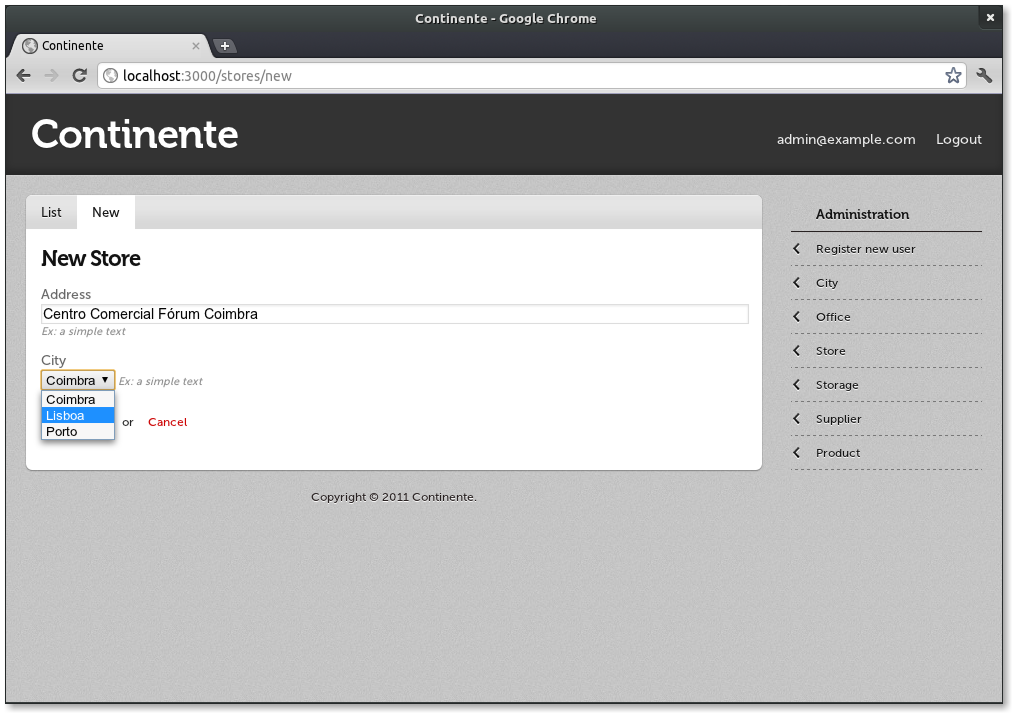 Continente - Google Chrome
Continente
localhost:3000/stores/new
Continente
admin@example.com Logout
List New
New Store
Address
Centro Comercial Fórum Coimbra
Ex: a simple text
City
Coimbra Ex: a simple text
Coimbra
Lisboa
Porto
or Cancel
Administration
Register new user
City
Office
Store
Storage
Supplier
Product
Copyright © 2011 Continente.